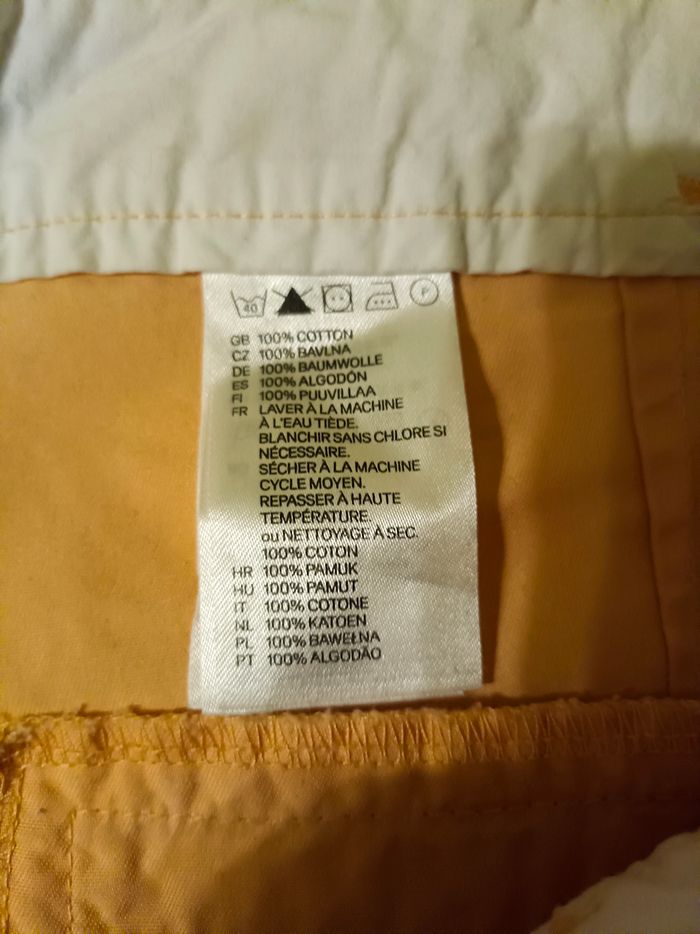 40 P
GB 100% COTTON
CZ 100% BAVLNA
DE 100% BAUMWOLLE
ES 100% ALGODÓN
FI 100% PUUVILLAA
FR LAVER À LA MACHINE
À L'EAU TIÈDE.
BLANCHIR SANS CHLORE SI
NÉCESSAIRE.
SÉCHER À LA MACHINE
CYCLE MOYEN.
REPASSER À HAUTE
TEMPÉRATURE.
ou NETTOYAGE À SEC.
100% COTON
HR 100% PAMUK
HU 100% PAMUT
IT 100% COTONE
NL 100% KATOEN
PL 100% BAWEŁNA
PT 100% ALGODÃO